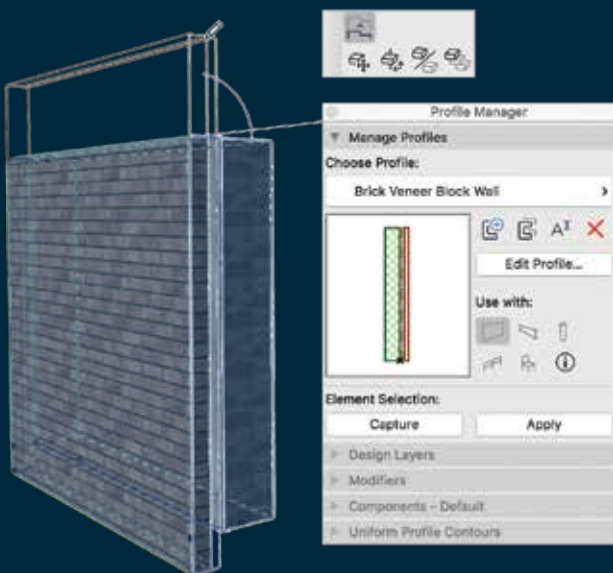 Profile Manager
Manage Profiles
Choose Profile:
Brick Veneer Block Wall
Edit Profile...
Use with:
Element Selection:
Capture
Apply
Design Layers
Modifiers
Components - Default
Uniform Profile Contours